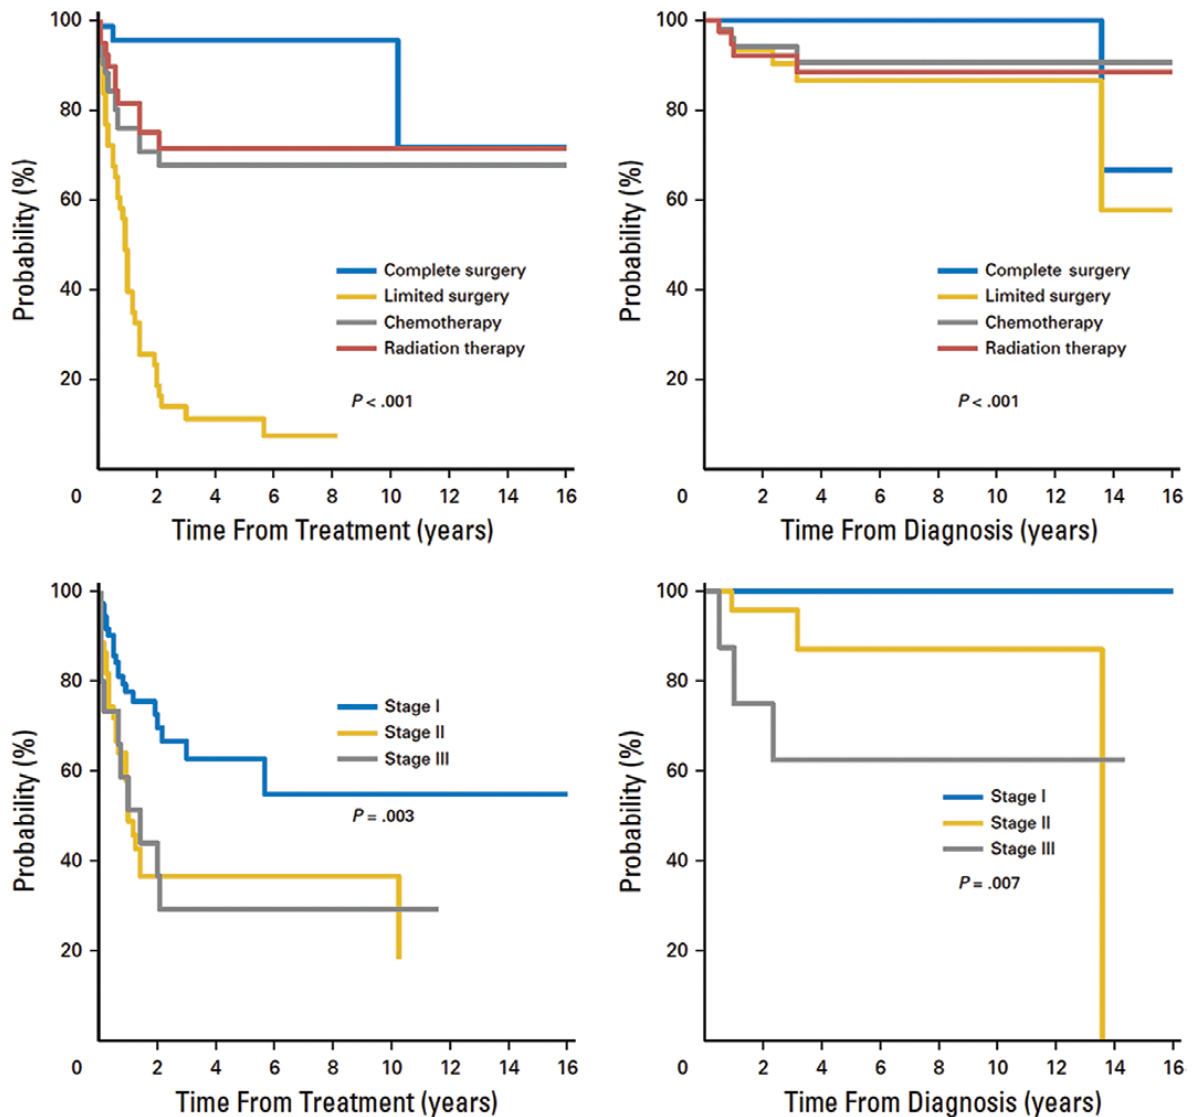 100
80
60
40
20
0
2
4
6
8
10
12
14
16
Probability (%)
Time From Treatment (years)
Complete surgery
Limited surgery
Chemotherapy
Radiation therapy
P < .001
100
80
60
40
20
0
2
4
6
8
10
12
14
16
Probability (%)
Time From Diagnosis (years)
Complete surgery
Limited surgery
Chemotherapy
Radiation therapy
P < .001
100
80
60
40
20
0
2
4
6
8
10
12
14
16
Probability (%)
Time From Treatment (years)
Stage I
Stage II
Stage III
P = .003
100
80
60
40
20
0
2
4
6
8
10
12
14
16
Probability (%)
Time From Diagnosis (years)
Stage I
Stage II
Stage III
P = .007